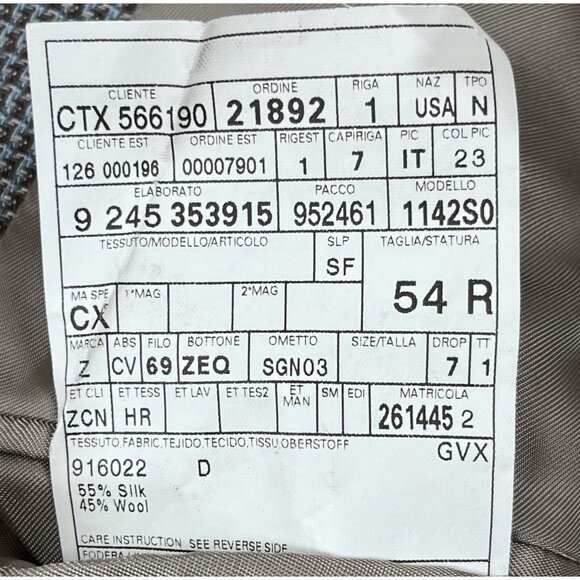 CLIENTE ORDINE RIGA NAZ TPO
CTX 566190 21892 1 USA N
CLIENTE EST ORDINE EST RIGEST CAPIRIGA PIC COL PIC
126 000196 00007901 1 7 IT 23
ELABORATO PACCO MODELLO
9 245 353915 952461 1142S0
TESSUTO/MODELLO/ARTICOLO SLP TAGLIA/STATURA
SF
54 R
MA SPE 1°MAG 2°MAG
CX
MARCA ABS FILO BOTTONE OMETTO SIZE/TALLA DROP TT
Z CV 69 ZEQ SGN03 7 1
ET CLI ET TESS ET LAV ET TES2 ET MAN SM EDI MATRICOLA
ZCN HR 261445 2
TESSUTO,FABRIC,TEJIDO,TECIDO,TISSU,OBERSTOFF GVX
916022 D
55% Silk
45% Wool
CARE INSTRUCTION SEE REVERSE SIDE